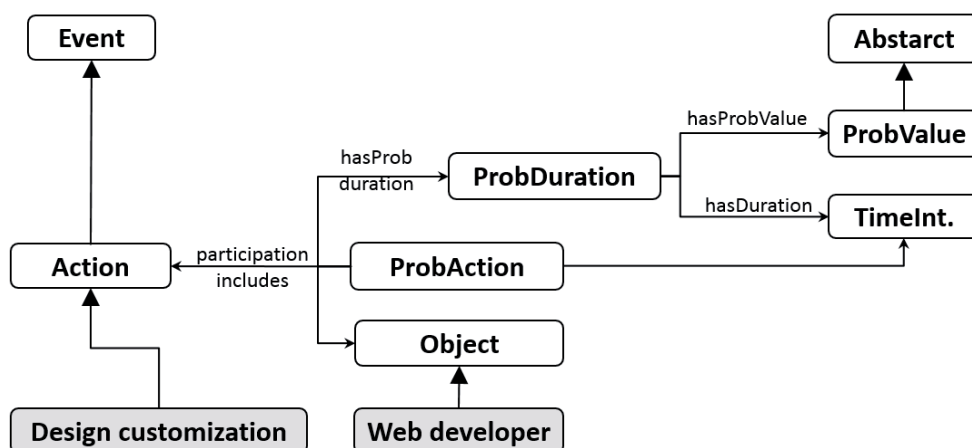 Event
Abstarct
hasProbValue
ProbValue
hasProb
duration
ProbDuration
hasDuration
TimeInt.
Action
participation
includes
ProbAction
Object
Design customization
Web developer